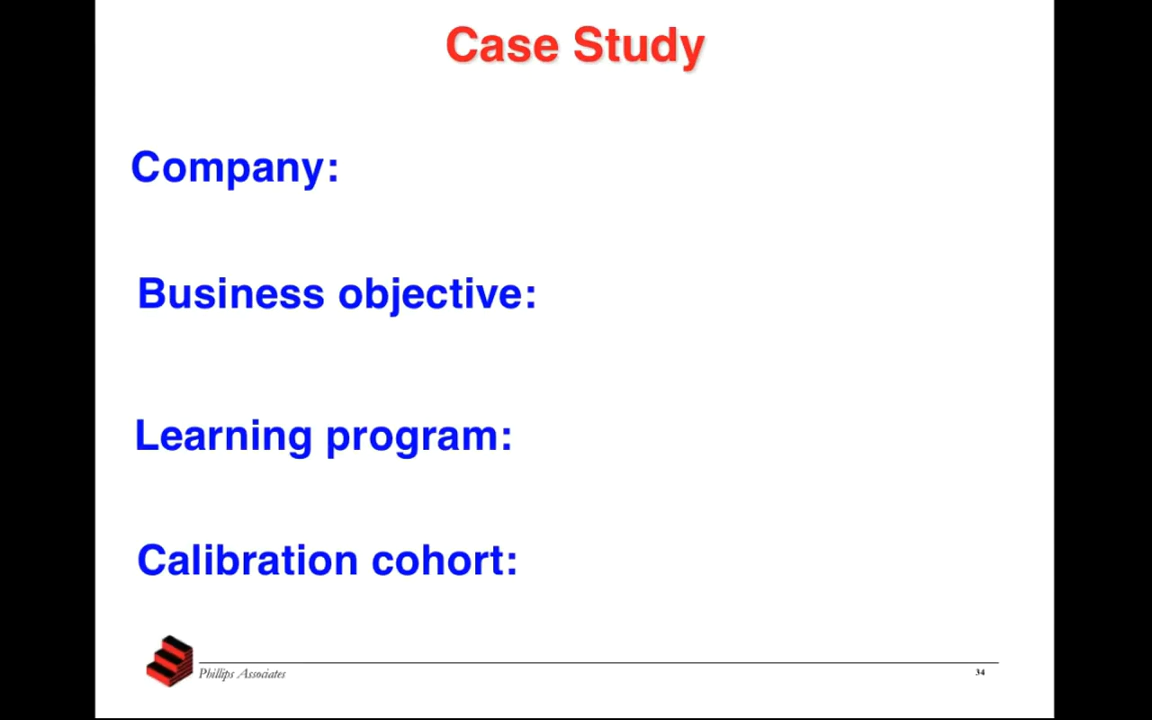 Case Study
Company:
Business objective:
Learning program:
Calibration cohort:
Phillips Associates
34